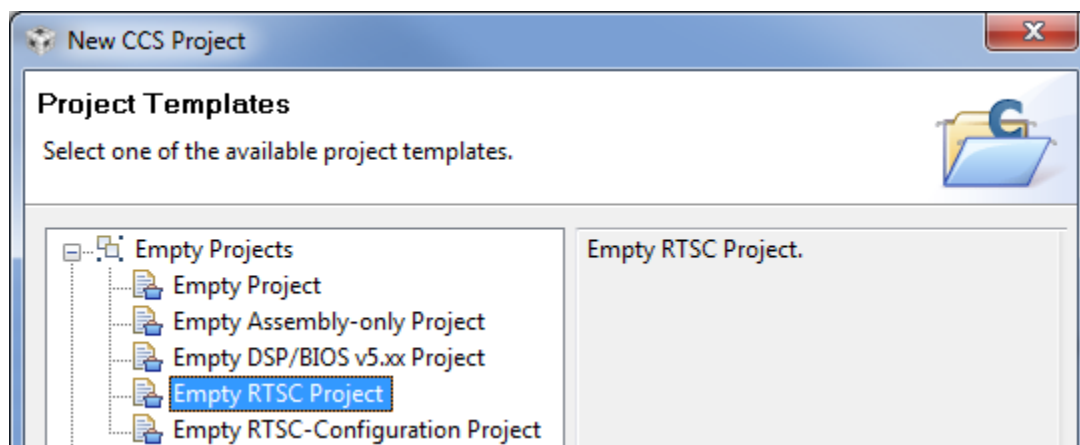 New CCS Project
Project Templates
Select one of the available project templates.
Empty Projects
Empty Project
Empty Assembly-only Project
Empty DSP/BIOS v5.xx Project
Empty RTSC Project
Empty RTSC-Configuration Project
Empty RTSC Project.